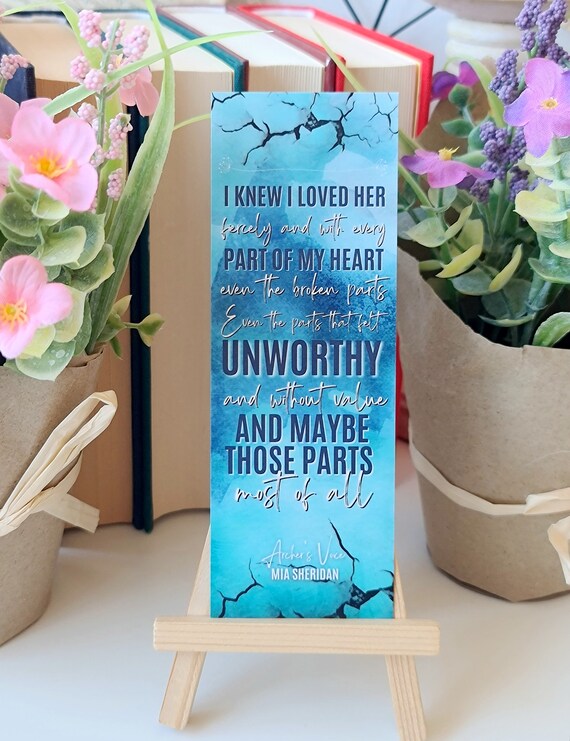 I KNEW I LOVED HER
fiercely and with every
PART OF MY HEART
even the broken parts
Even the parts that felt
UNWORTHY
and without value
AND MAYBE
THOSE PARTS
most of all
Archer's Voice
MIA SHERIDAN